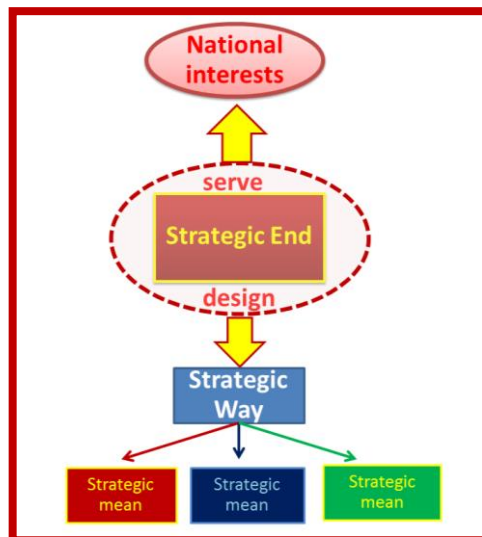 National
interests
serve
Strategic End
design
Strategic
Way
Strategic
mean
Strategic
mean
Strategic
mean